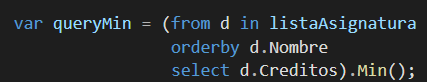 var queryMin = (from d in listaAsignatura
orderby d.Nombre
select d.Creditos).Min();